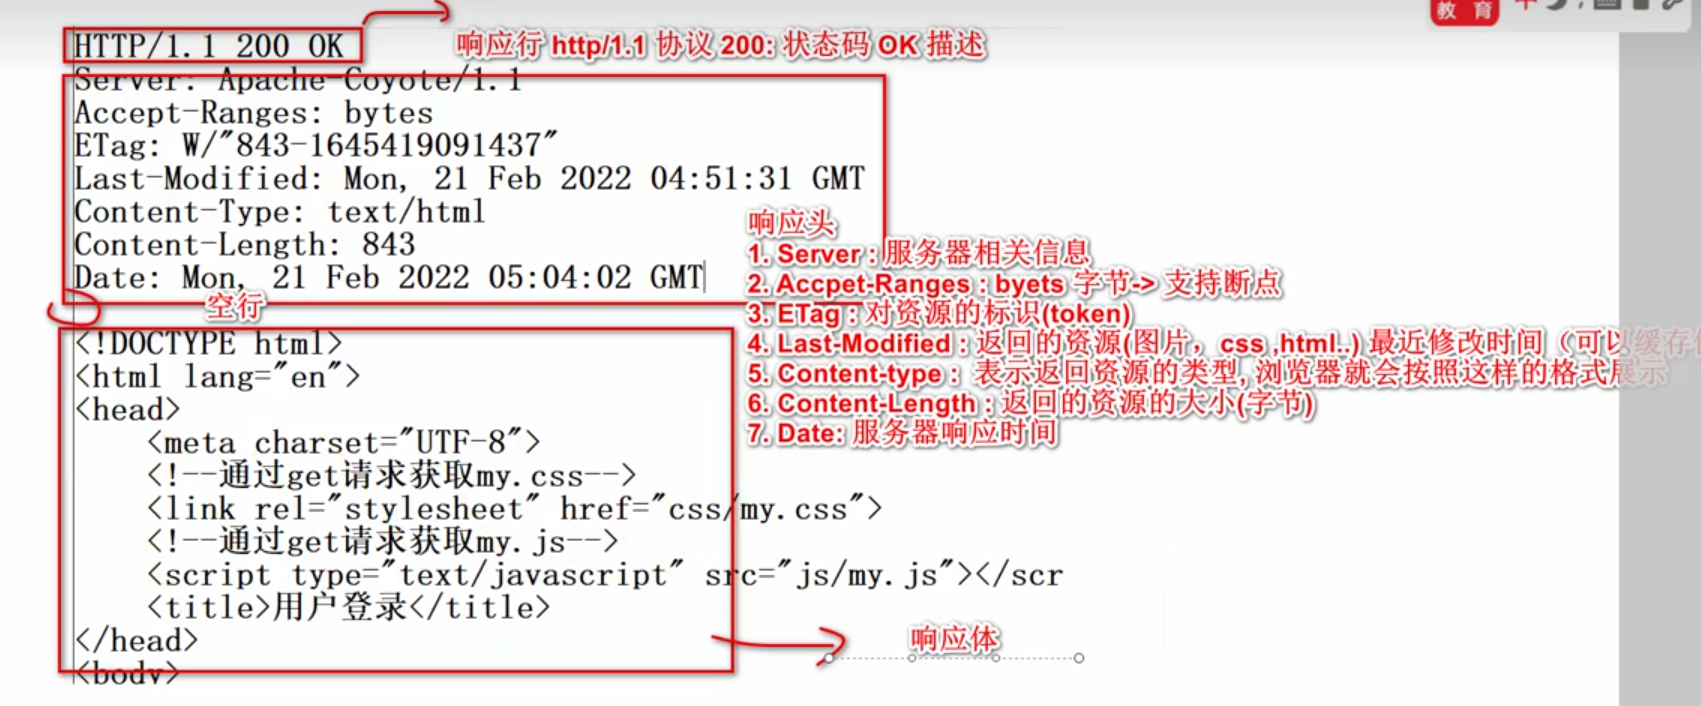 教 育
HTTP/1.1 200 OK
响应行 http/1.1 协议 200: 状态码 OK 描述
Server: Apache-Coyote/1.1
Accept-Ranges: bytes
ETag: W/"843-1645419091437"
Last-Modified: Mon, 21 Feb 2022 04:51:31 GMT
Content-Type: text/html
Content-Length: 843
Date: Mon, 21 Feb 2022 05:04:02 GMT
响应头
1. Server : 服务器相关信息
2. Accpet-Ranges : byets 字节-> 支持断点
3. ETag : 对资源的标识(token)
4. Last-Modified : 返回的资源(图片，css ,html..) 最近修改时间（可以缓存
5. Content-type : 表示返回资源的类型, 浏览器就会按照这样的格式展示
6. Content-Length : 返回的资源的大小(字节)
7. Date: 服务器响应时间
空行
<!DOCTYPE html>
<html lang="en">
<head>
<meta charset="UTF-8">
<!--通过get请求获取my.css-->
<link rel="stylesheet" href="css/my.css">
<!--通过get请求获取my.js-->
<script type="text/javascript" src="js/my.js"></scr
<title>用户登录</title>
</head>
响应体
<body>